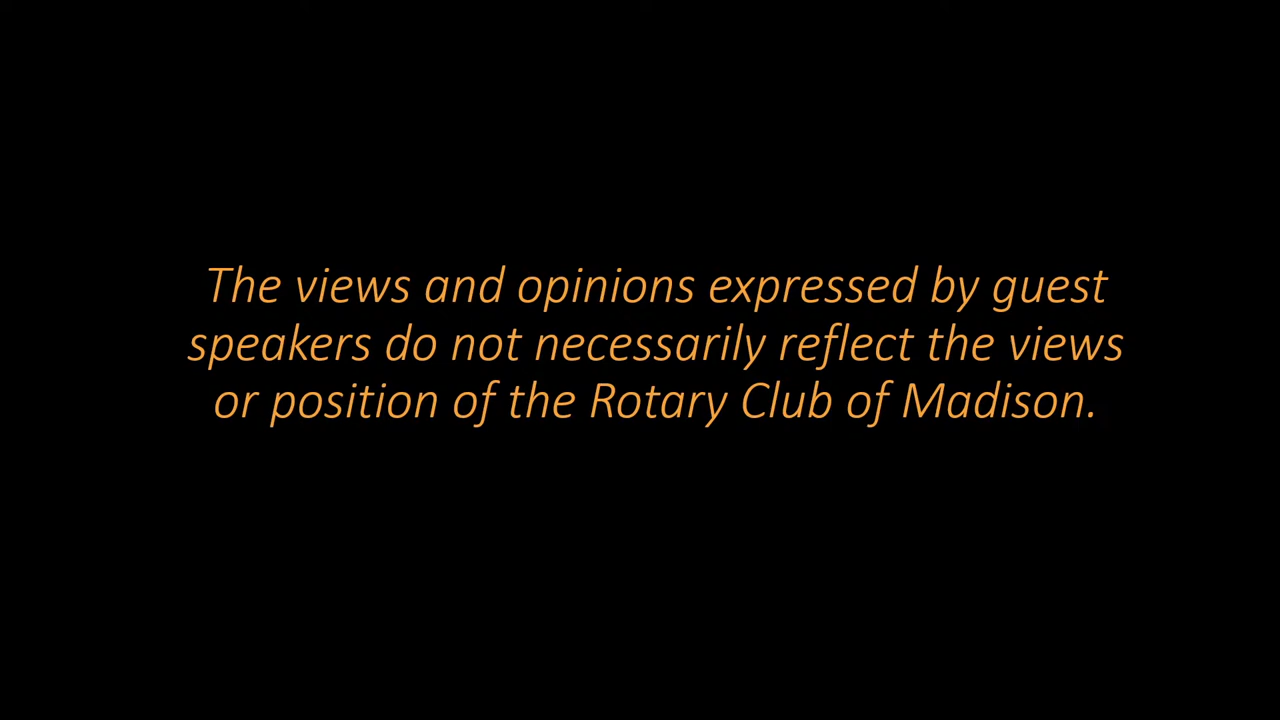 The views and opinions expressed by guest
speakers do not necessarily reflect the views
or position of the Rotary Club of Madison.